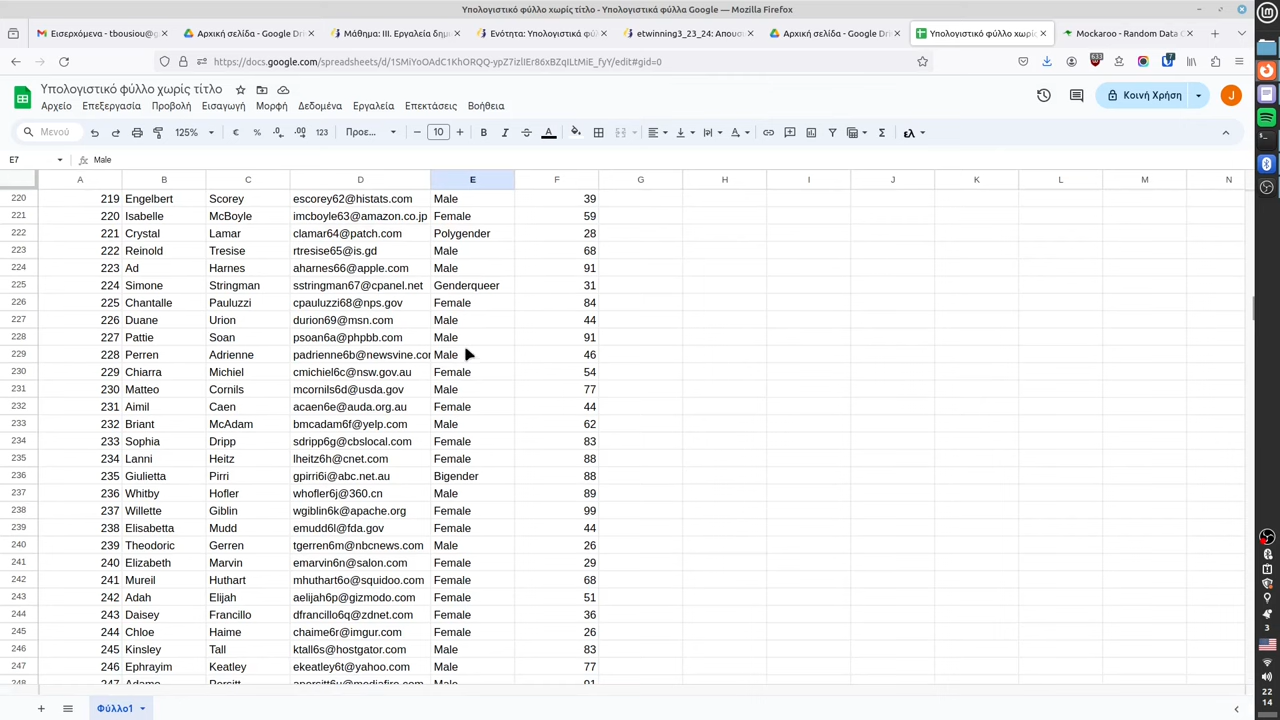 Υπολογιστικό φύλλο χωρίς τίτλο - Υπολογιστικά φύλλα Google — Mozilla Firefox
Εισερχόμενα - tbousiou@g
Αρχική σελίδα - Google Dri
Μάθημα: ΙΙΙ. Εργαλεία δημι
Ενότητα: Υπολογιστικά φύ
etwinning3_23_24: Απουσ
Αρχική σελίδα - Google Dri
Υπολογιστικό φύλλο χωρίς
Mockaroo - Random Data G
https://docs.google.com/spreadsheets/d/
/edit#gid=0
633
7
Υπολογιστικό φύλλο χωρίς τίτλο
Αρχείο Επεξεργασία Προβολή Εισαγωγή Μορφή Δεδομένα Εργαλεία Επεκτάσεις Βοήθεια
Κοινή Χρήση
J
Μενού
125%
€ % .0 .00 123
Προε...
10
E7
Male
A B C D E F G H I J K L M N
220 219 Engelbert Scorey escorey62@histats.com Male 39
221 220 Isabelle McBoyle imcboyle63@amazon.co.jp Female 59
222 221 Crystal Lamar clamar64@patch.com Polygender 28
223 222 Reinold Tresise rtresise65@is.gd Male 68
224 223 Ad Harnes aharnes66@apple.com Male 91
225 224 Simone Stringman sstringman67@cpanel.net Genderqueer 31
226 225 Chantalle Pauluzzi cpauluzzi68@nps.gov Female 84
227 226 Duane Urion durion69@msn.com Male 44
228 227 Pattie Soan psoan6a@phpbb.com Male 91
229 228 Perren Adrienne padrienne6b@newsvine.cor Male 46
230 229 Chiarra Michiel cmichiel6c@nsw.gov.au Female 54
231 230 Matteo Cornils mcornils6d@usda.gov Male 77
232 231 Aimil Caen acaen6e@auda.org.au Female 44
233 232 Briant McAdam bmcadam6f@yelp.com Male 62
234 233 Sophia Dripp sdripp6g@cbslocal.com Female 83
235 234 Lanni Heitz lheitz6h@cnet.com Female 88
236 235 Giulietta Pirri gpirri6i@abc.net.au Bigender 88
237 236 Whitby Hofler whofler6j@360.cn Male 89
238 237 Willette Giblin wgiblin6k@apache.org Female 99
239 238 Elisabetta Mudd emudd6l@fda.gov Female 44
240 239 Theodoric Gerren tgerren6m@nbcnews.com Male 26
241 240 Elizabeth Marvin emarvin6n@salon.com Female 29
242 241 Mureil Huthart mhuthart6o@squidoo.com Female 68
243 242 Adah Elijah aelijah6p@gizmodo.com Female 51
244 243 Daisey Francillo dfrancillo6q@zdnet.com Female 36
245 244 Chloe Haime chaime6r@imgur.com Female 26
246 245 Kinsley Tall ktall6s@hostgator.com Male 83
247 246 Ephrayim Keatley ekeatley6t@yahoo.com Male 77
248 247 Male 91
Φύλλο1
3
22
14